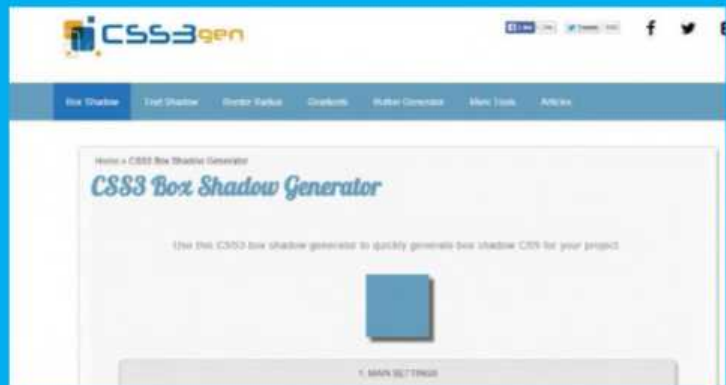 CSS3gen
Box Shadow Text Shadow Border Radius Gradients Button Generator More Tools Articles
Home » CSS3 Box Shadow Generator
CSS3 Box Shadow Generator
Use this CSS3 box shadow generator to quickly generate box shadow CSS for your project
1. MAIN SETTINGS